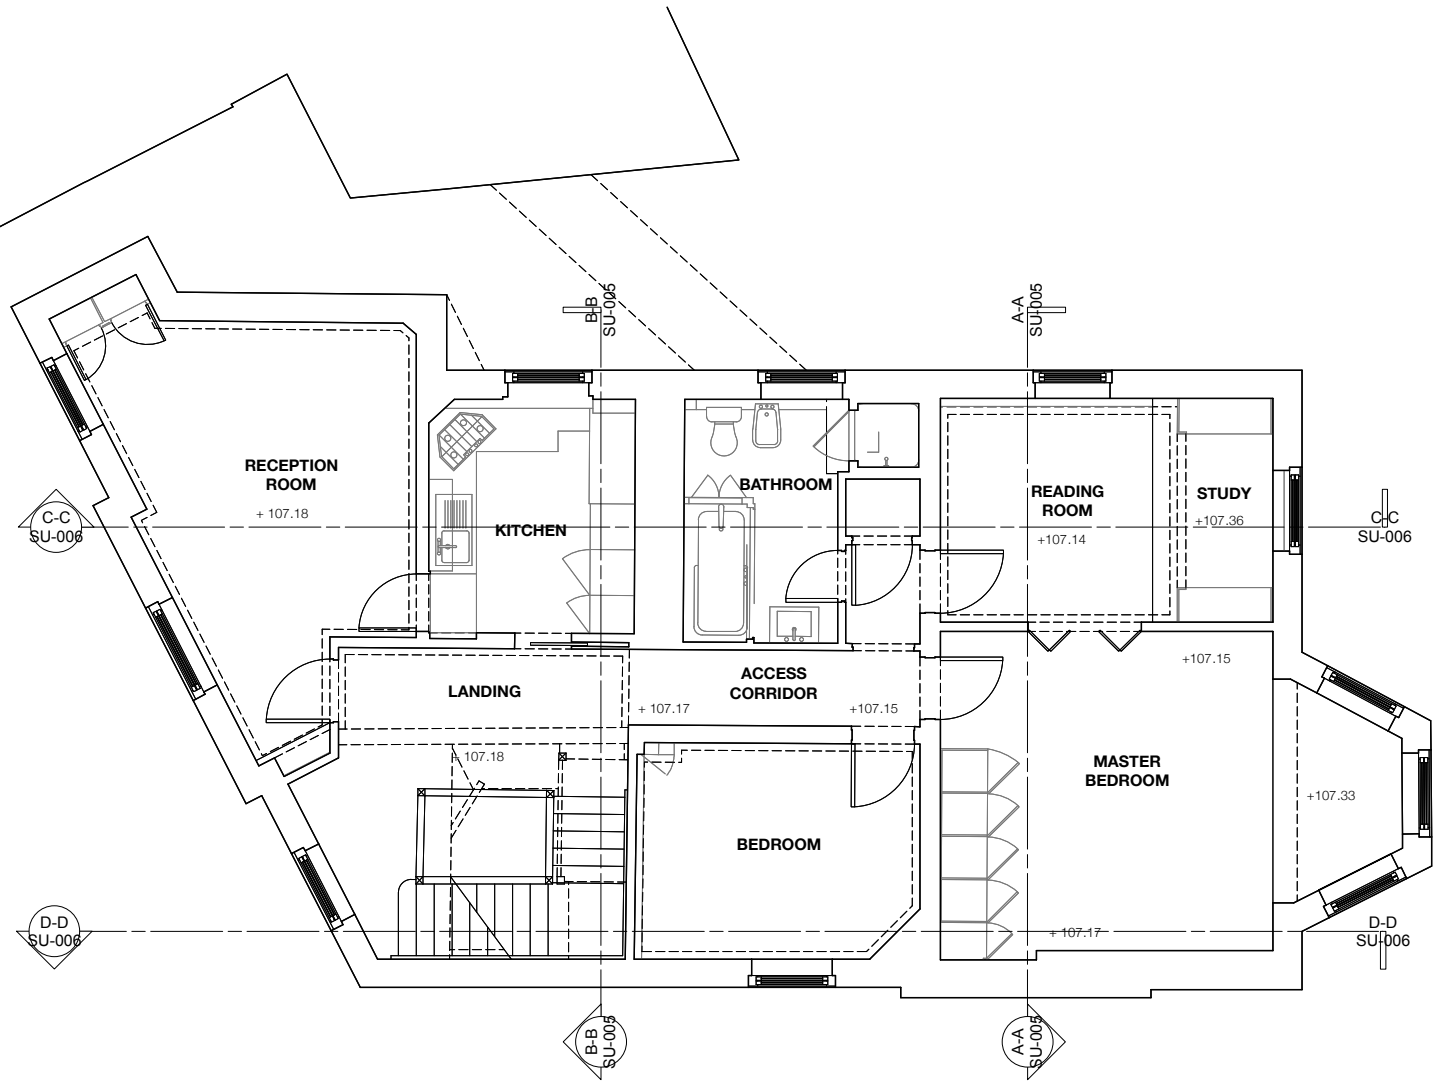 B-B
SU-005
A-A
SU-005
RECEPTION
ROOM
+ 107.18
KITCHEN
BATHROOM
READING
ROOM
+107.14
STUDY
+107.36
C-C
SU-006
C-C
SU-006
LANDING
+ 107.17
ACCESS
CORRIDOR
+107.15
+107.15
+ 107.18
MASTER
BEDROOM
+107.33
BEDROOM
+ 107.17
D-D
SU-006
D-D
SU-006
B-B
SU-005
A-A
SU-005